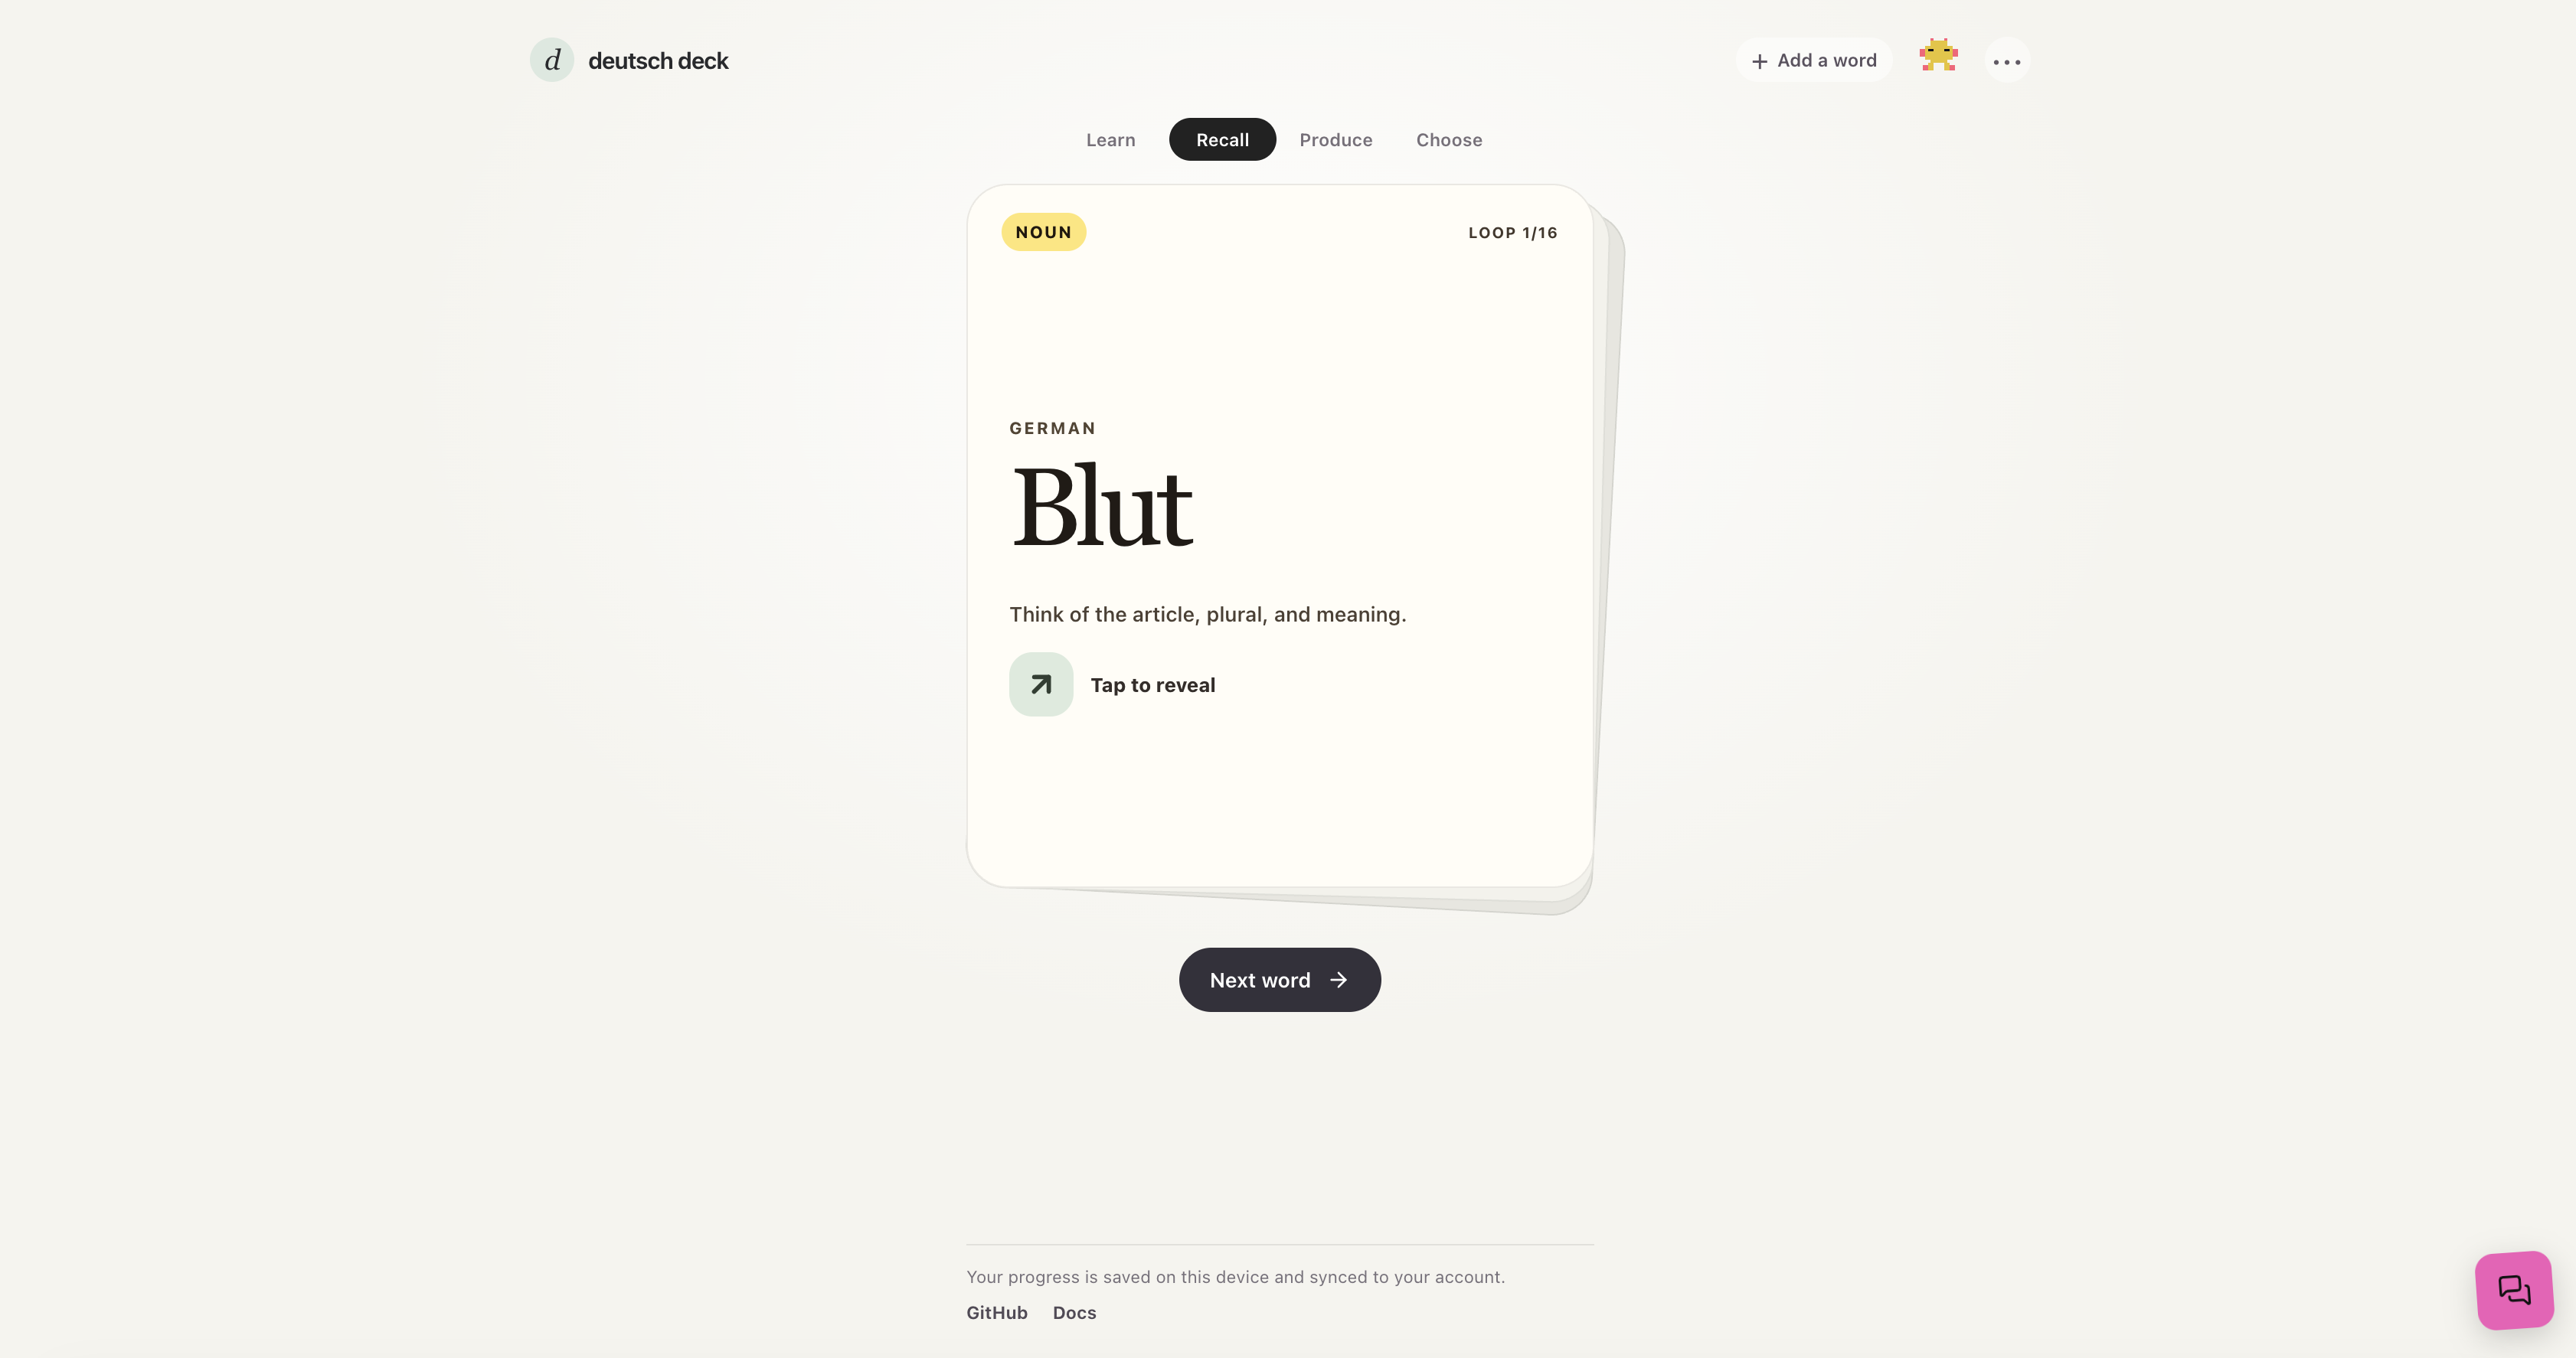 d deutsch deck
+ Add a word
Learn Recall Produce Choose
NOUN LOOP 1/16
GERMAN
Blut
Think of the article, plural, and meaning.
Tap to reveal
Next word →
Your progress is saved on this device and synced to your account.
GitHub Docs